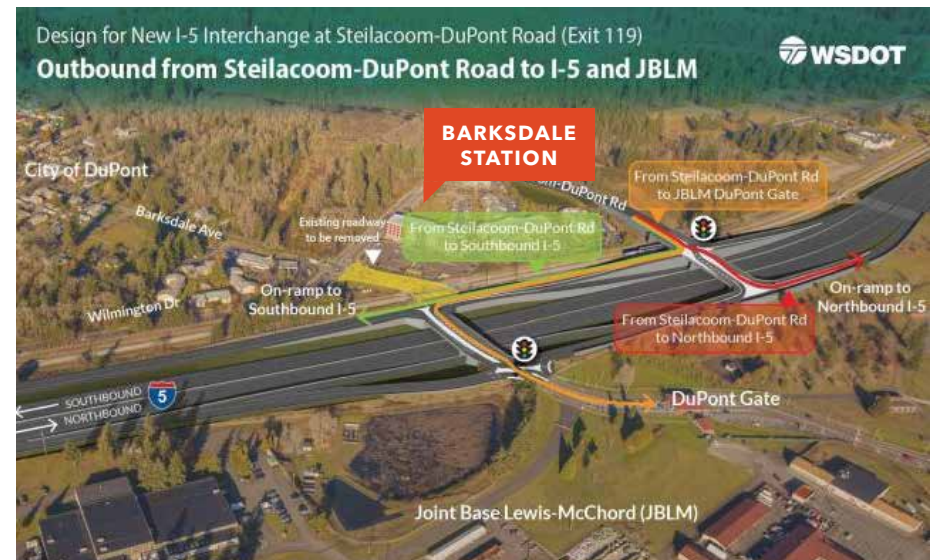 Design for New I-5 Interchange at Steilacoom-DuPont Road (Exit 119)
Outbound from Steilacoom-DuPont Road to I-5 and JBLM
WSDOT
BARKSDALE
STATION
City of DuPont
Barksdale Ave
Existing roadway
to be removed
-DuPont Rd
From Steilacoom-DuPont Rd
to JBLM DuPont Gate
From Steilacoom-DuPont Rd
to Southbound I-5
On-ramp to
Southbound I-5
Wilmington Dr
On-ramp to
Northbound I-5
From Steilacoom-DuPont Rd
to Northbound I-5
SOUTHBOUND
NORTHBOUND
5
DuPont Gate
Joint Base Lewis-McChord (JBLM)